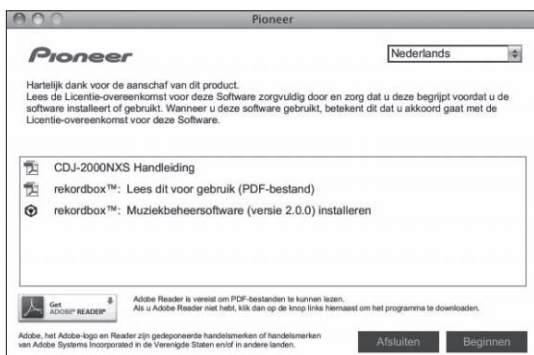 Pioneer
Pioneer
Nederlands
Hartelijk dank voor de aanschaf van dit product.
Lees de Licentie-overeenkomst voor deze Software zorgvuldig door en zorg dat u deze begrijpt voordat u de
software installeert of gebruikt. Wanneer u deze software gebruikt, betekent dit dat u akkoord gaat met de
Licentie-overeenkomst voor deze Software.
CDJ-2000NXS Handleiding
rekordbox™: Lees dit voor gebruik (PDF-bestand)
rekordbox™: Muziekbeheersoftware (versie 2.0.0) installeren
Get
ADOBE® READER®
Adobe Reader is vereist om PDF-bestanden te kunnen lezen.
Als u Adobe Reader niet hebt, klik dan op de knop links hiernaast om het programma te downloaden.
Adobe, het Adobe-logo en Reader zijn gedeponeerde handelsmerken of handelsmerken
van Adobe Systems Incorporated in de Verenigde Staten en/of in andere landen.
Afsluiten
Beginnen